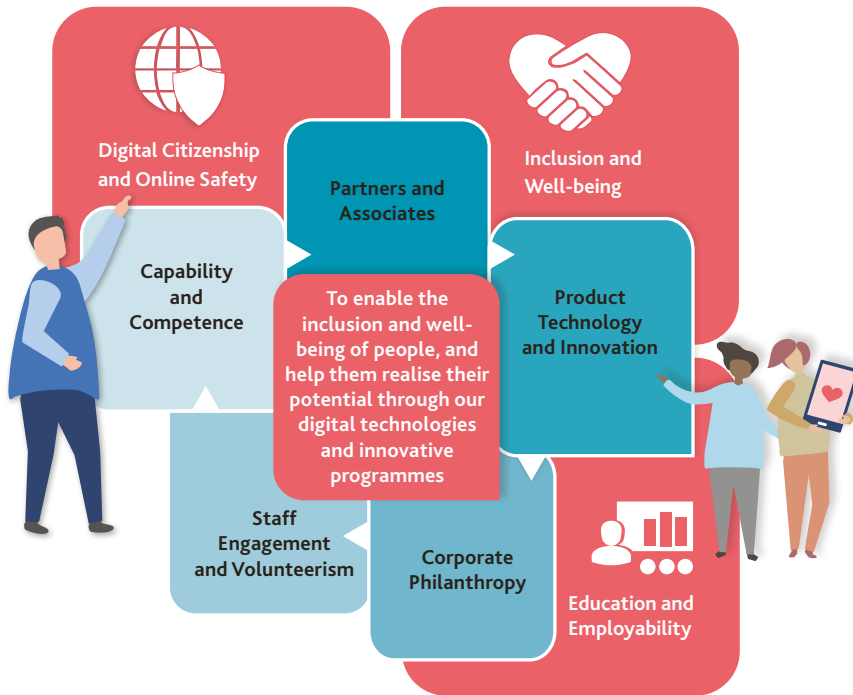 Digital Citizenship
and Online Safety
Inclusion and
Well-being
Partners and
Associates
Capability
and
Competence
Product
Technology
and Innovation
To enable the
inclusion and well-
being of people, and
help them realise their
potential through our
digital technologies
and innovative
programmes
Staff
Engagement
and Volunteerism
Corporate
Philanthropy
Education and
Employability